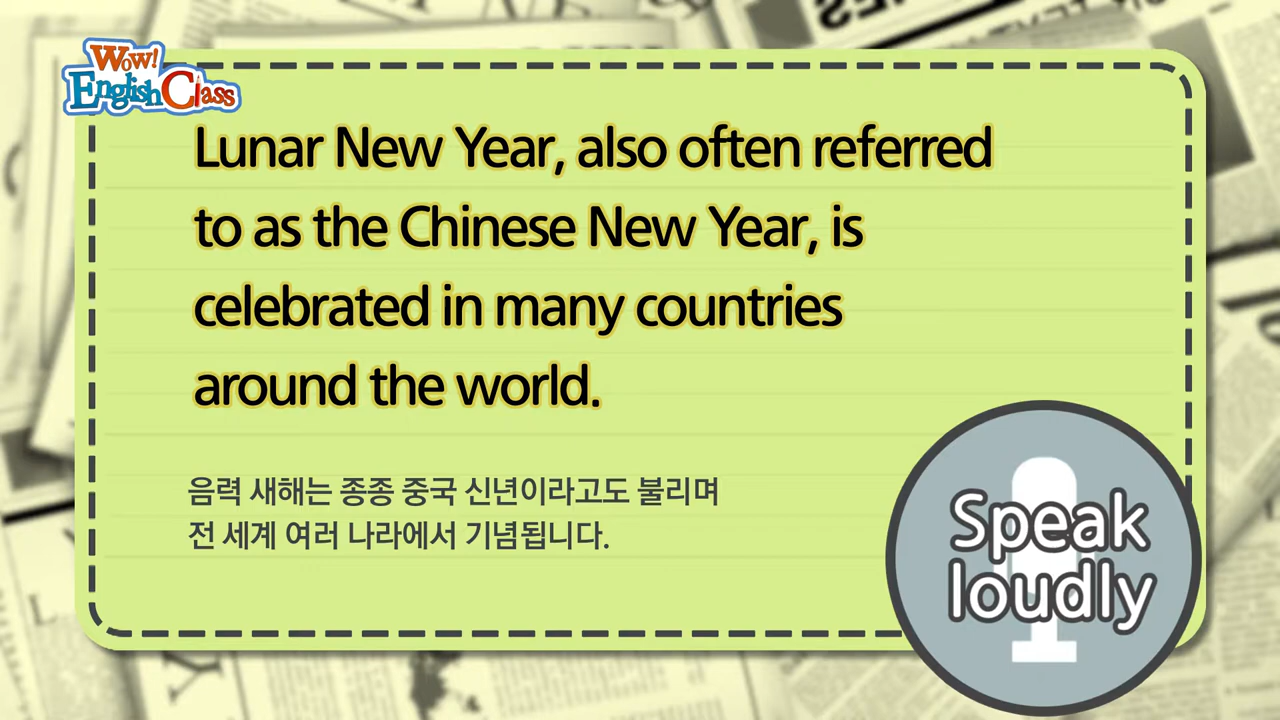 Wow!
English Class
Lunar New Year, also often referred
to as the Chinese New Year, is
celebrated in many countries
around the world.
음력 새해는 종종 중국 신년이라고도 불리며
전 세계 여러 나라에서 기념됩니다.
Speak
loudly